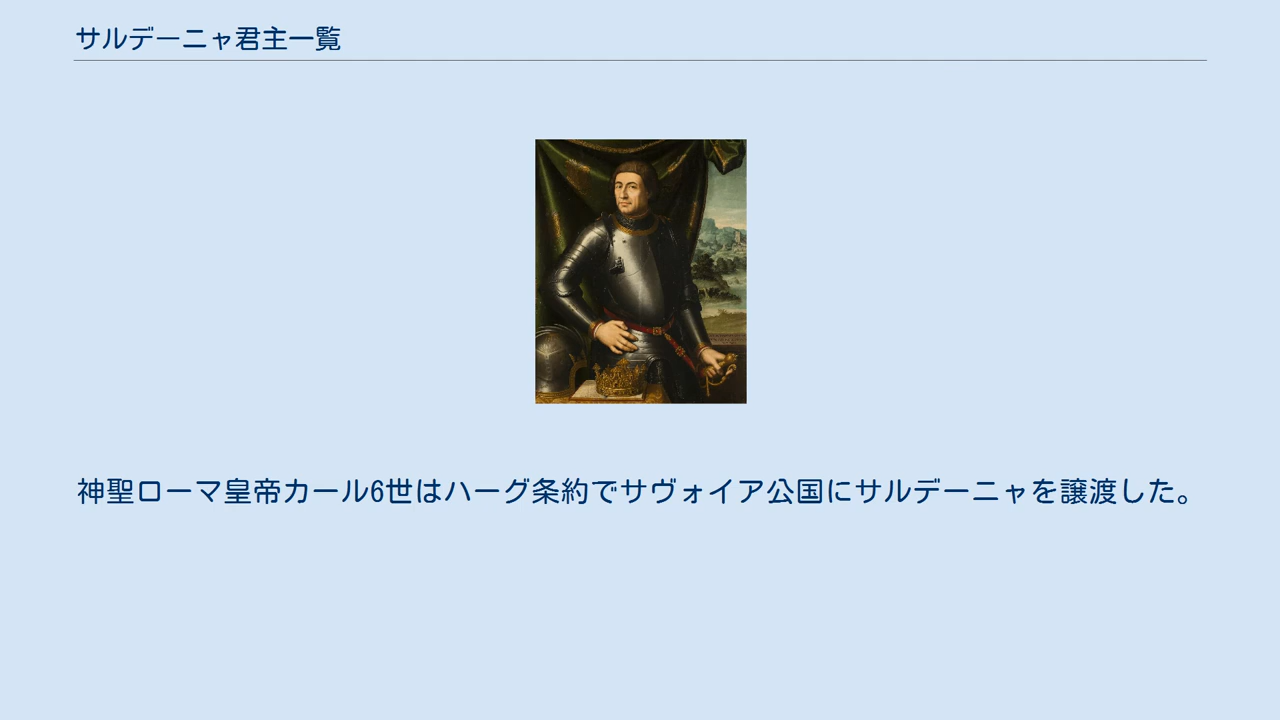 サルデーニャ君主一覧
神聖ローマ皇帝カール6世はハーグ条約でサヴォイア公国にサルデーニャを譲渡した。